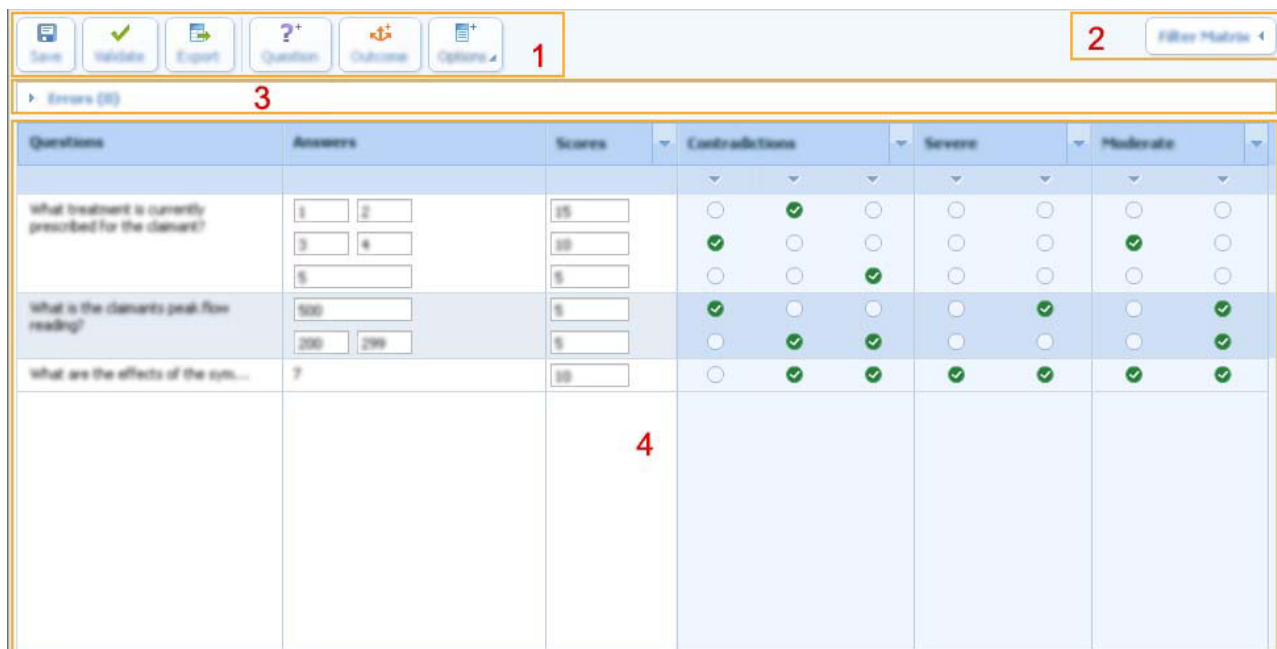 Save Validate Export Question Outcome Options 1
2 Filter Matrix
Errors (0) 3
Questions Answers Scores Contradictions Severe Moderate
What treatment is currently
prescribed for the claimant?
1 2 15
3 4 10
5 5
What is the claimants peak flow
reading?
500 5
200 299 5
What are the effects of the sym.... 7 10
4